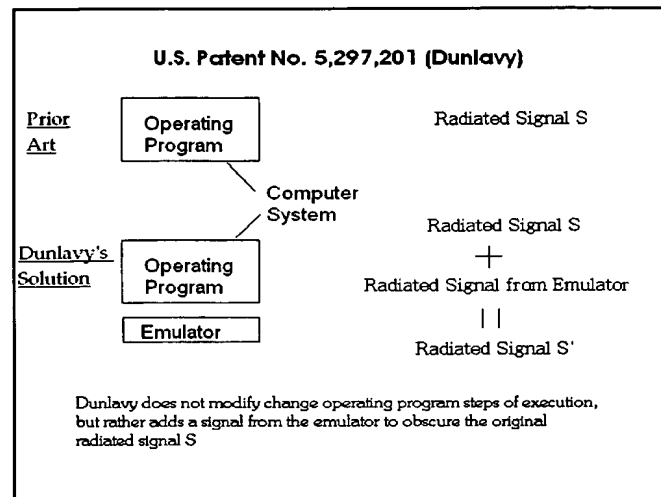 U.S. Patent No. 5,297,201 (Dunlavy)
Prior
Art
Operating
Program
Radiated Signal S
Computer
System
Dunlavy's
Solution
Operating
Program
Emulator
Radiated Signal S
+
Radiated Signal from Emulator
||
Radiated Signal S'
Dunlavy does not modify change operating program steps of execution,
but rather adds a signal from the emulator to obscure the original
radiated signal S